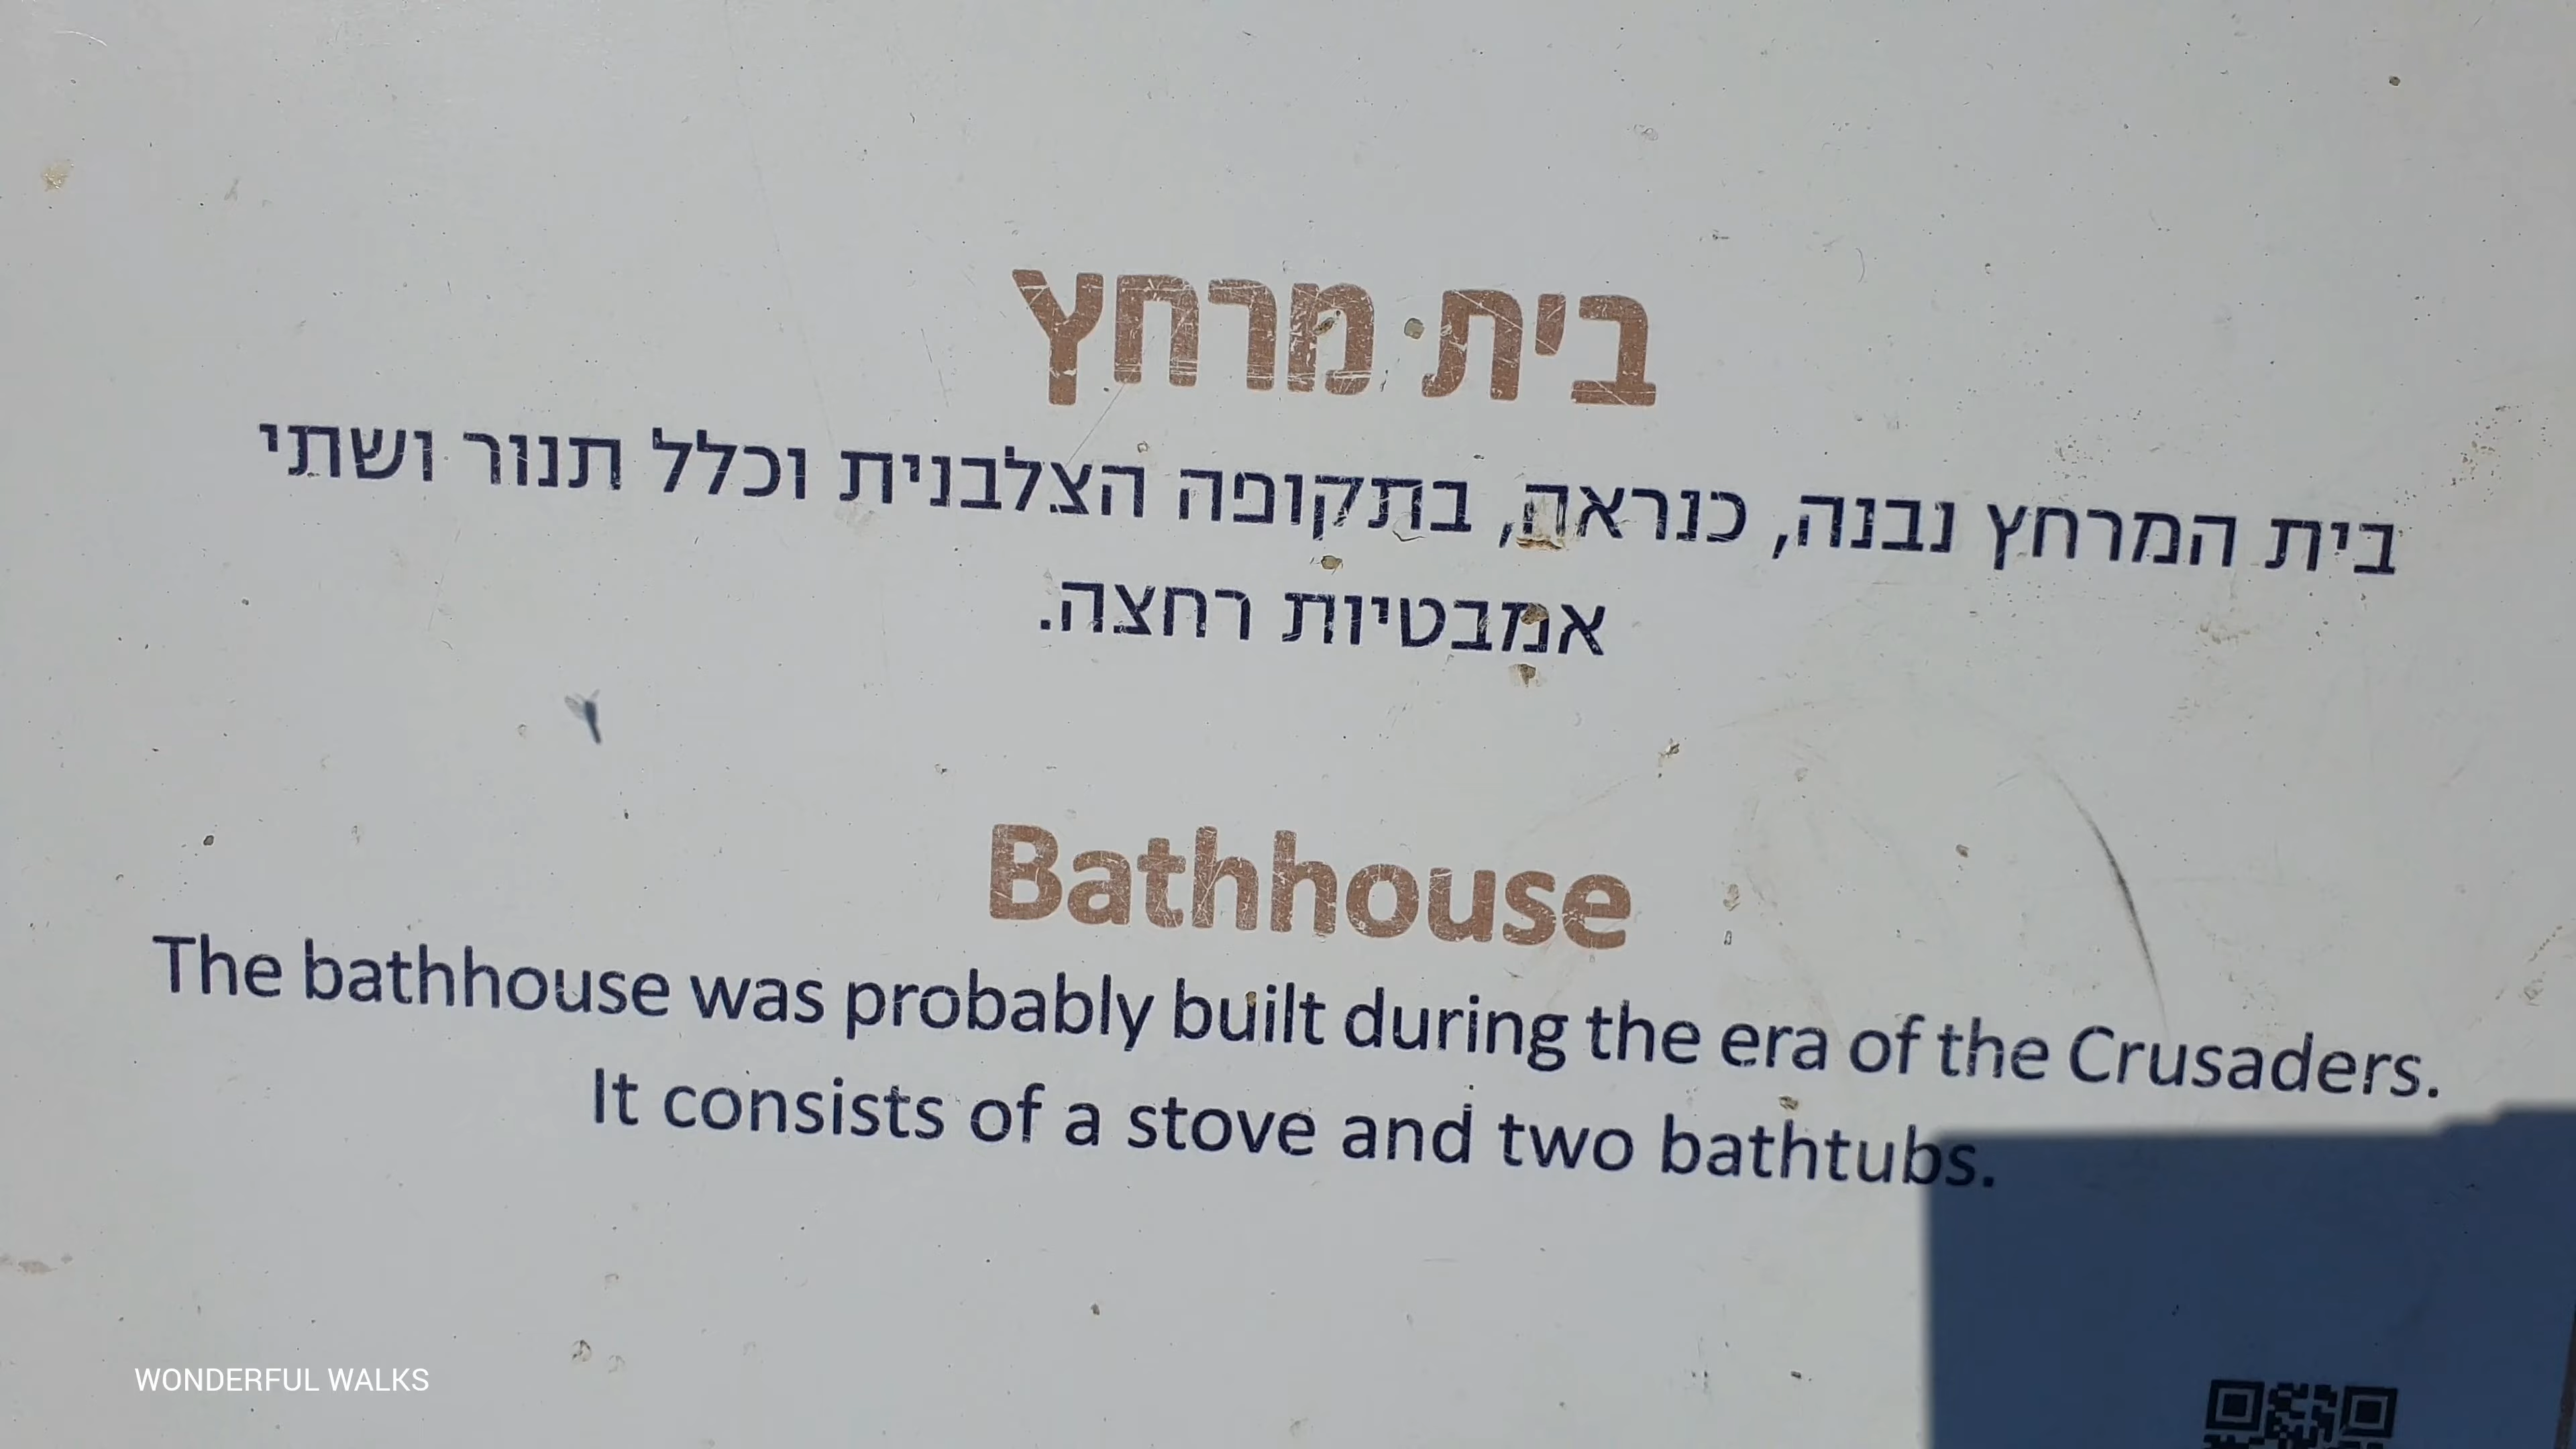 בית מרחץ
בית המרחץ נבנה, כנראה, בתקופה הצלבנית וכלל תנור ושתי
אמבטיות רחצה.
Bathhouse
The bathhouse was probably built during the era of the Crusaders.
It consists of a stove and two bathtubs.
WONDERFUL WALKS